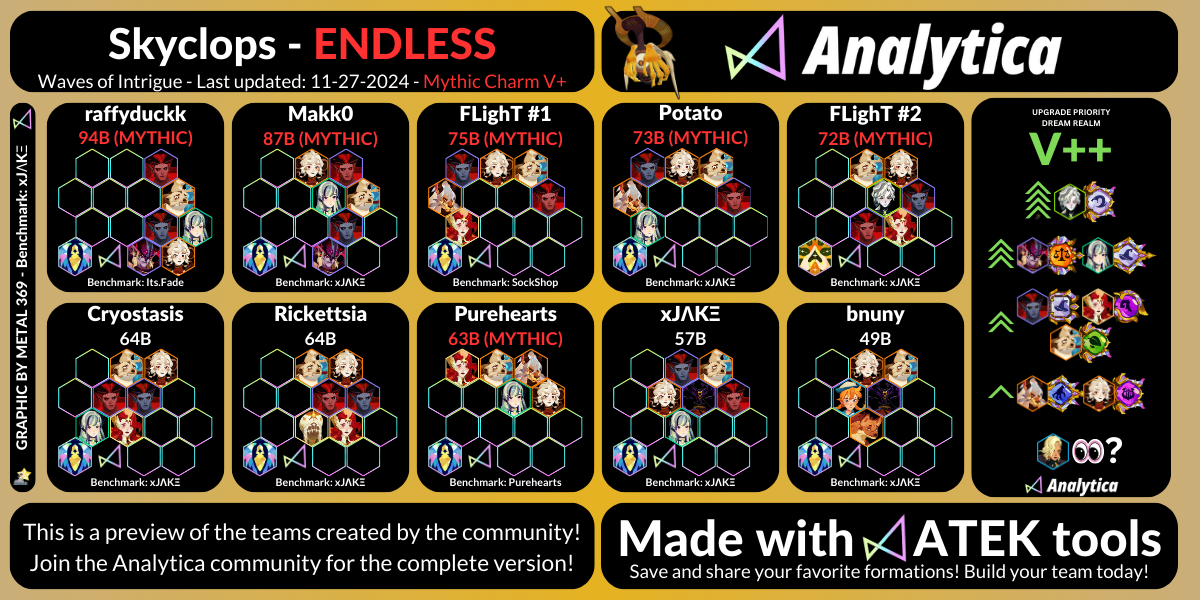 Skyclops - ENDLESS
Waves of Intrigue - Last updated: 11-27-2024 - Mythic Charm V+
Analytica
GRAPHIC BY METAL 369 - Benchmark: xJΛKΞ
raffyduckk
94B (MYTHIC)
Benchmark: Its.Fade
Makk0
87B (MYTHIC)
Benchmark: xJΛKΞ
FLighT #1
75B (MYTHIC)
Benchmark: SockShop
Potato
73B (MYTHIC)
Benchmark: xJΛKΞ
FLighT #2
72B (MYTHIC)
Benchmark: xJΛKΞ
Cryostasis
64B
Benchmark: xJΛKΞ
Rickettsia
64B
Benchmark: xJΛKΞ
Purehearts
63B (MYTHIC)
Benchmark: Purehearts
xJΛKΞ
57B
Benchmark: xJΛKΞ
bnuny
49B
Benchmark: xJΛKΞ
UPGRADE PRIORITY
DREAM REALM
V++
?
Analytica
This is a preview of the teams created by the community!
Join the Analytica community for the complete version!
Made with ATEK tools
Save and share your favorite formations! Build your team today!